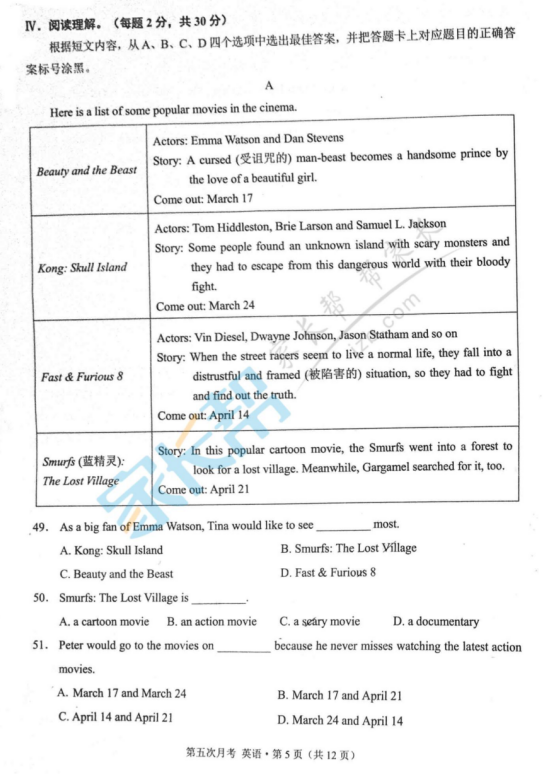 Ⅳ．阅读理解。（每题 2 分，共 30 分）
根据短文内容，从 A、B、C、D 四个选项中选出最佳答案，并把答题卡上对应题目的正确答
案标号涂黑。
A
Here is a list of some popular movies in the cinema.
Beauty and the Beast
Actors: Emma Watson and Dan Stevens
Story: A cursed (受诅咒的) man-beast becomes a handsome prince by
the love of a beautiful girl.
Come out: March 17
Kong: Skull Island
Actors: Tom Hiddleston, Brie Larson and Samuel L. Jackson
Story: Some people found an unknown island with scary monsters and
they had to escape from this dangerous world with their bloody
fight.
Come out: March 24
Fast & Furious 8
Actors: Vin Diesel, Dwayne Johnson, Jason Statham and so on
Story: When the street racers seem to live a normal life, they fall into a
distrustful and framed (被陷害的) situation, so they had to fight
and find out the truth.
Come out: April 14
Smurfs (蓝精灵):
The Lost Village
Story: In this popular cartoon movie, the Smurfs went into a forest to
look for a lost village. Meanwhile, Gargamel searched for it, too.
Come out: April 21
49. As a big fan of Emma Watson, Tina would like to see ________ most.
A. Kong: Skull Island B. Smurfs: The Lost Village
C. Beauty and the Beast D. Fast & Furious 8
50. Smurfs: The Lost Village is ________.
A. a cartoon movie B. an action movie C. a scary movie D. a documentary
51. Peter would go to the movies on ________ because he never misses watching the latest action
movies.
A. March 17 and March 24 B. March 17 and April 21
C. April 14 and April 21 D. March 24 and April 14
第五次月考 英语·第 5 页（共 12 页）
家长帮